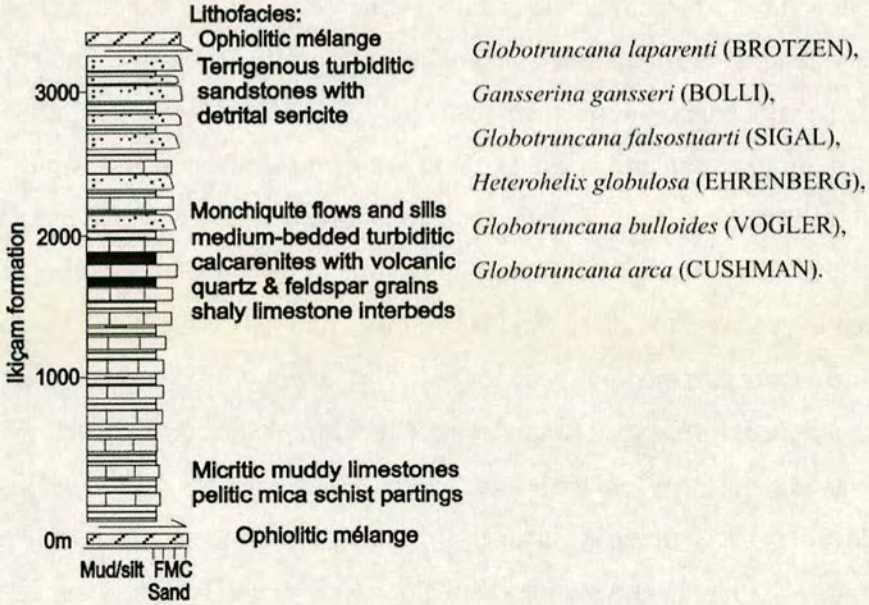 Lithofacies:
Ophiolitic mélange
Terrigenous turbiditic
sandstones with
detrital sericite
Monchiquite flows and sills
medium-bedded turbiditic
calcarenites with volcanic
quartz & feldspar grains
shaly limestone interbeds
Micritic muddy limestones
pelitic mica schist partings
Ophiolitic mélange
3000
2000
1000
0m
Ikiçam formation
Mud/silt FMC
Sand
Globotruncana laparenti (BROTZEN),
Gansserina gansseri (BOLLI),
Globotruncana falsostuarti (SIGAL),
Heterohelix globulosa (EHRENBERG),
Globotruncana bulloides (VOGLER),
Globotruncana arca (CUSHMAN).